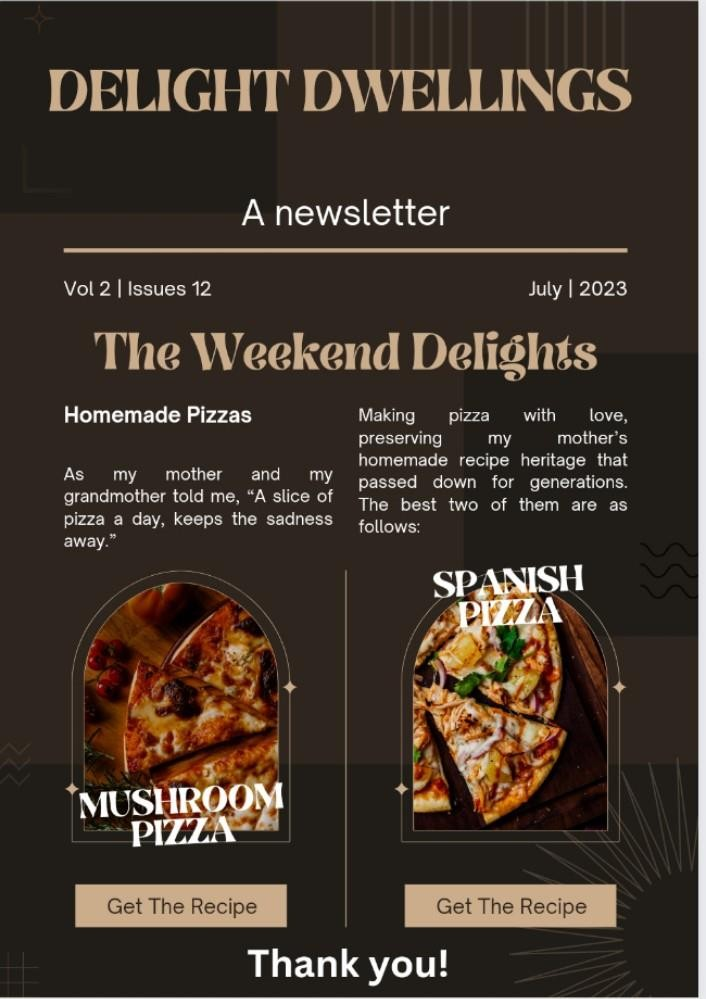 DELIGHT DWELLINGS
A newsletter
Vol 2 | Issues 12
July | 2023
The Weekend Delights
Homemade Pizzas
As my mother and my
grandmother told me, “A slice of
pizza a day, keeps the sadness
away.”
Making pizza with love,
preserving my mother’s
homemade recipe heritage that
passed down for generations.
The best two of them are as
follows:
MUSHROOM
PIZZA
SPANISH
PIZZA
Get The Recipe
Get The Recipe
Thank you!